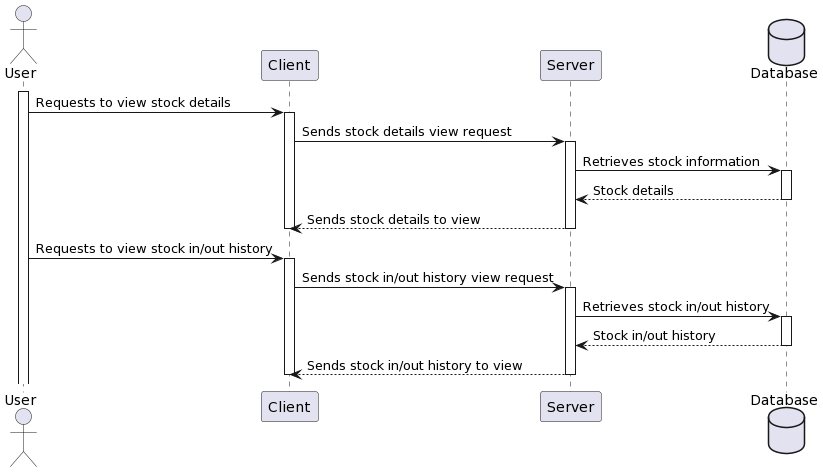 User
Client
Server
Database
Requests to view stock details
Sends stock details view request
Retrieves stock information
Stock details
Sends stock details to view
Requests to view stock in/out history
Sends stock in/out history view request
Retrieves stock in/out history
Stock in/out history
Sends stock in/out history to view
User
Client
Server
Database